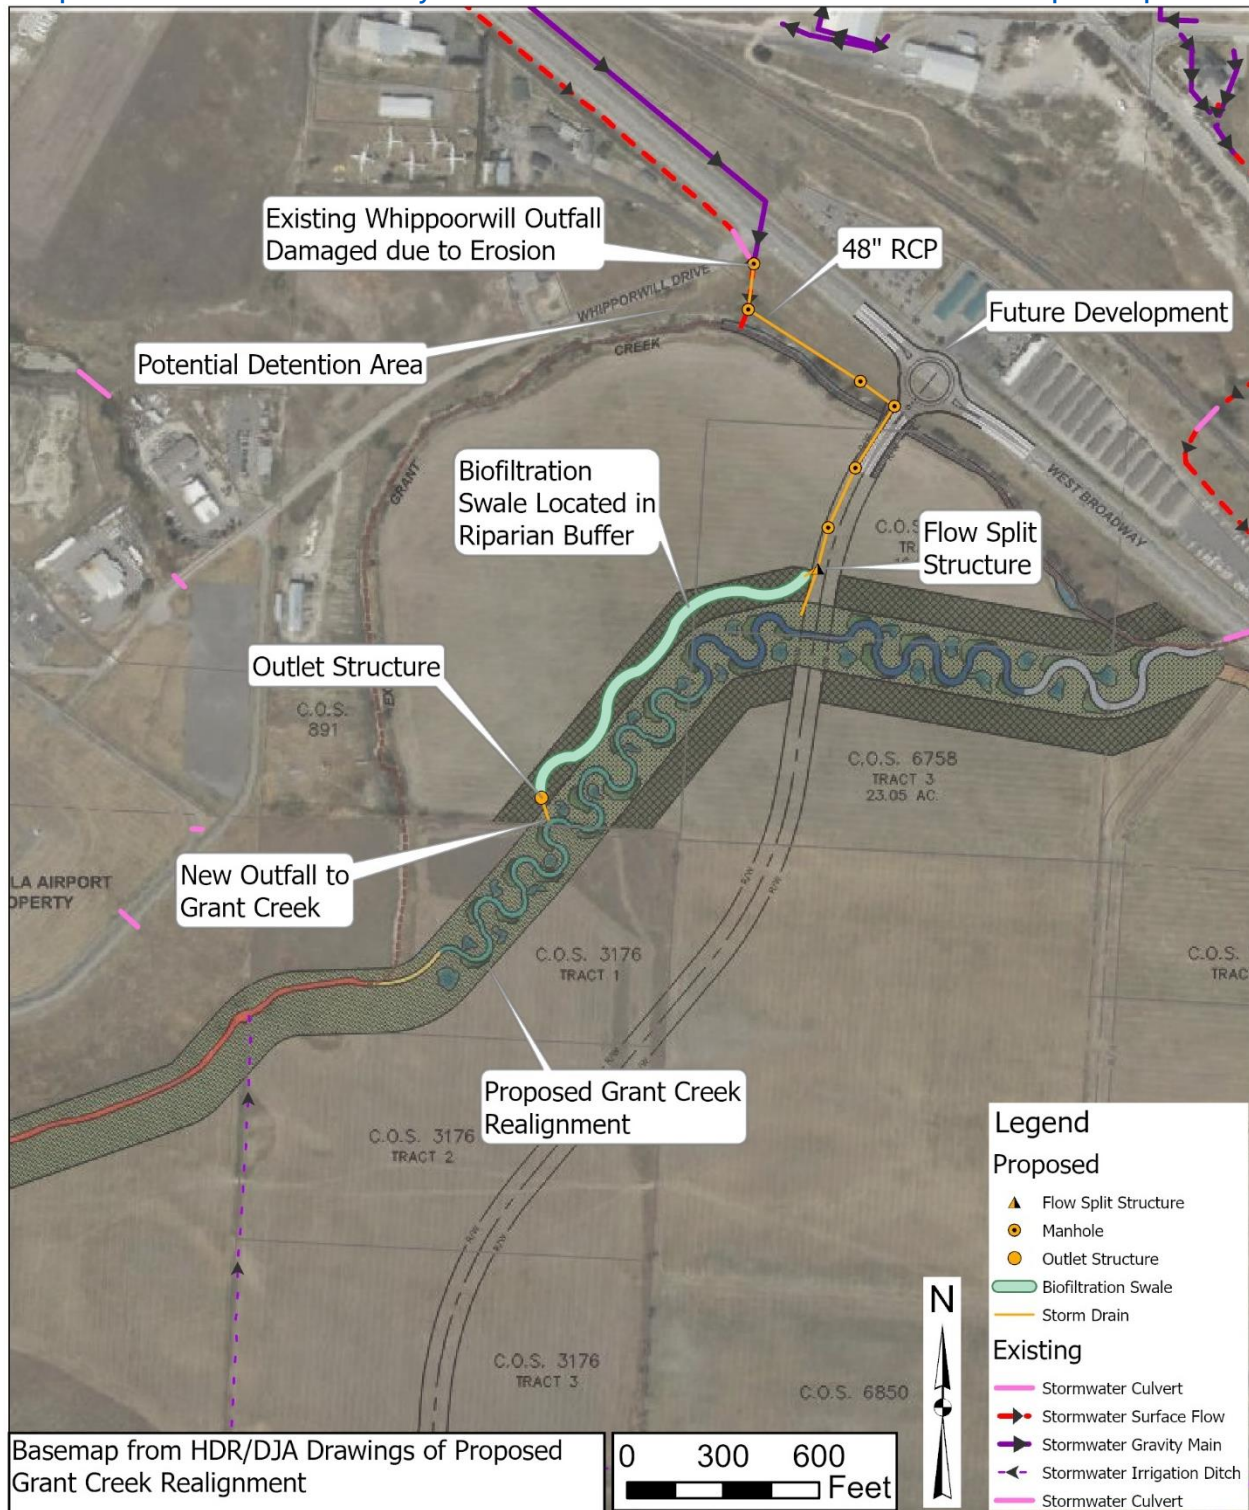 Existing Whippoorwill Outfall
Damaged due to Erosion
48" RCP
WHIPPORWILL DRIVE
Future Development
Potential Detention Area
CREEK
GRANT
Biofiltration
Swale Located in
Riparian Buffer
WEST BROADWAY
C.O.S.
Flow Split
Structure
Outlet Structure
C.O.S.
891
EX
C.O.S. 6758
TRACT 3
23.05 AC.
R/W
R/W
New Outfall to
Grant Creek
LA AIRPORT
OPERTY
C.O.S. 3176
TRACT 1
C.O.S.
TRAC
R/W
R/W
Proposed Grant Creek
Realignment
C.O.S. 3176
TRACT 2
R/W
R/W
C.O.S. 3176
TRACT 3
C.O.S. 6850
N
Legend
Proposed
Flow Split Structure
Manhole
Outlet Structure
Biofiltration Swale
Storm Drain
Existing
Stormwater Culvert
Stormwater Surface Flow
Stormwater Gravity Main
Stormwater Irrigation Ditch
Stormwater Culvert
Basemap from HDR/DJA Drawings of Proposed
Grant Creek Realignment
0 300 600
Feet